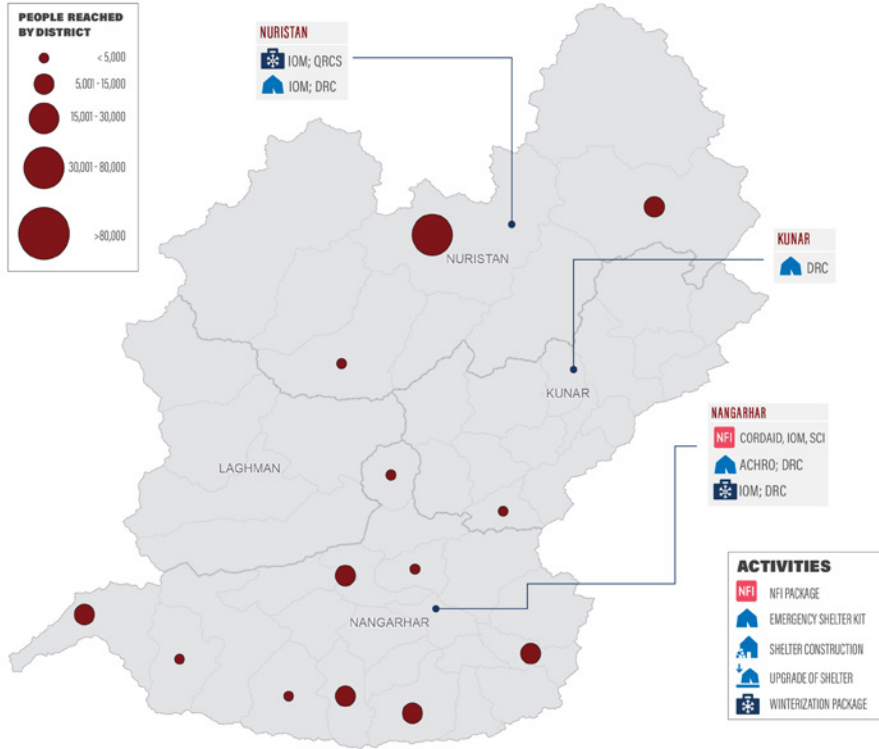 PEOPLE REACHED
BY DISTRICT
< 5,000
5,001 - 15,000
15,001 - 30,000
30,001 - 80,000
>80,000
NURISTAN
IOM; QRCS
IOM; DRC
NURISTAN
KUNAR
DRC
KUNAR
NANGARHAR
NFI CORDAID, IOM, SCI
ACHRO; DRC
IOM; DRC
LAGHMAN
NANGARHAR
ACTIVITIES
NFI NFI PACKAGE
EMERGENCY SHELTER KIT
SHELTER CONSTRUCTION
UPGRADE OF SHELTER
WINTERIZATION PACKAGE